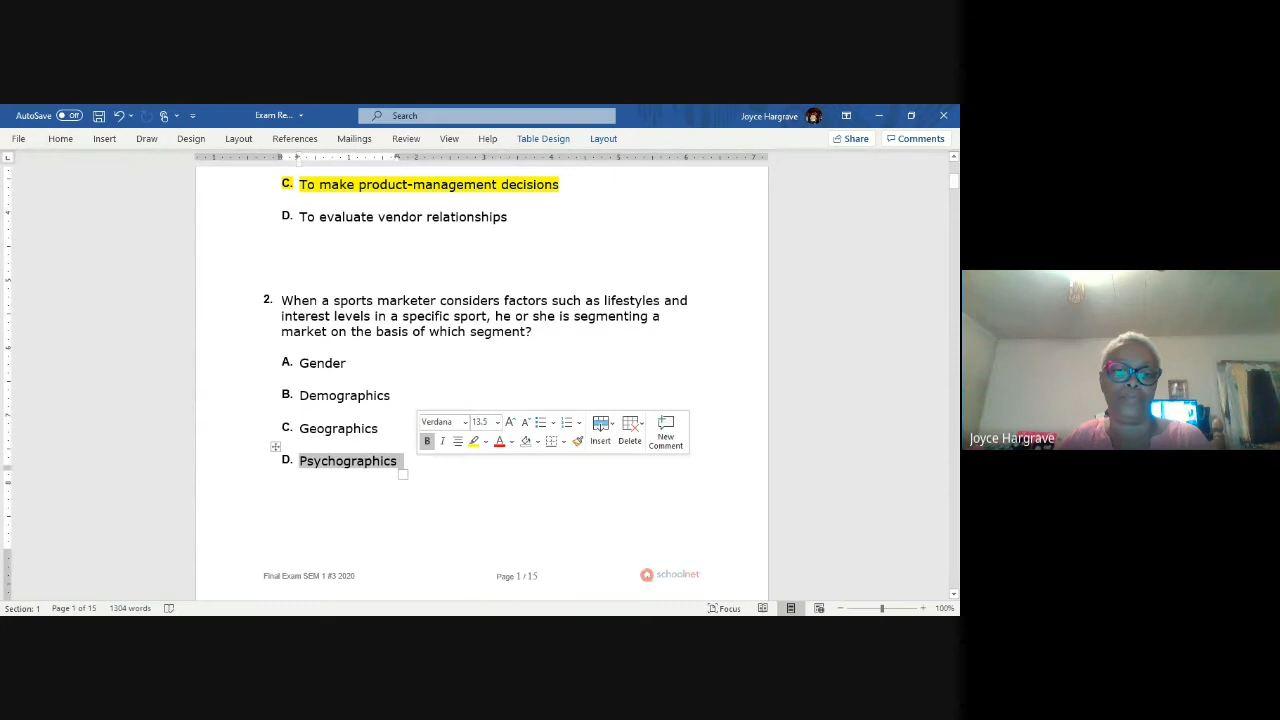 AutoSave Off Exam Re... Search Joyce Hargrave
File Home Insert Draw Design Layout References Mailings Review View Help Table Design Layout Share Comments
C. To make product-management decisions
D. To evaluate vendor relationships
2. When a sports marketer considers factors such as lifestyles and
interest levels in a specific sport, he or she is segmenting a
market on the basis of which segment?
A. Gender
B. Demographics
C. Geographics
D. Psychographics
Verdana 13.5
B I A Insert Delete New
Comment
Final Exam SEM 1 #3 2020 Page 1 / 15 schoolnet
Section: 1 Page 1 of 15 1304 words Focus 100%
Joyce Hargrave